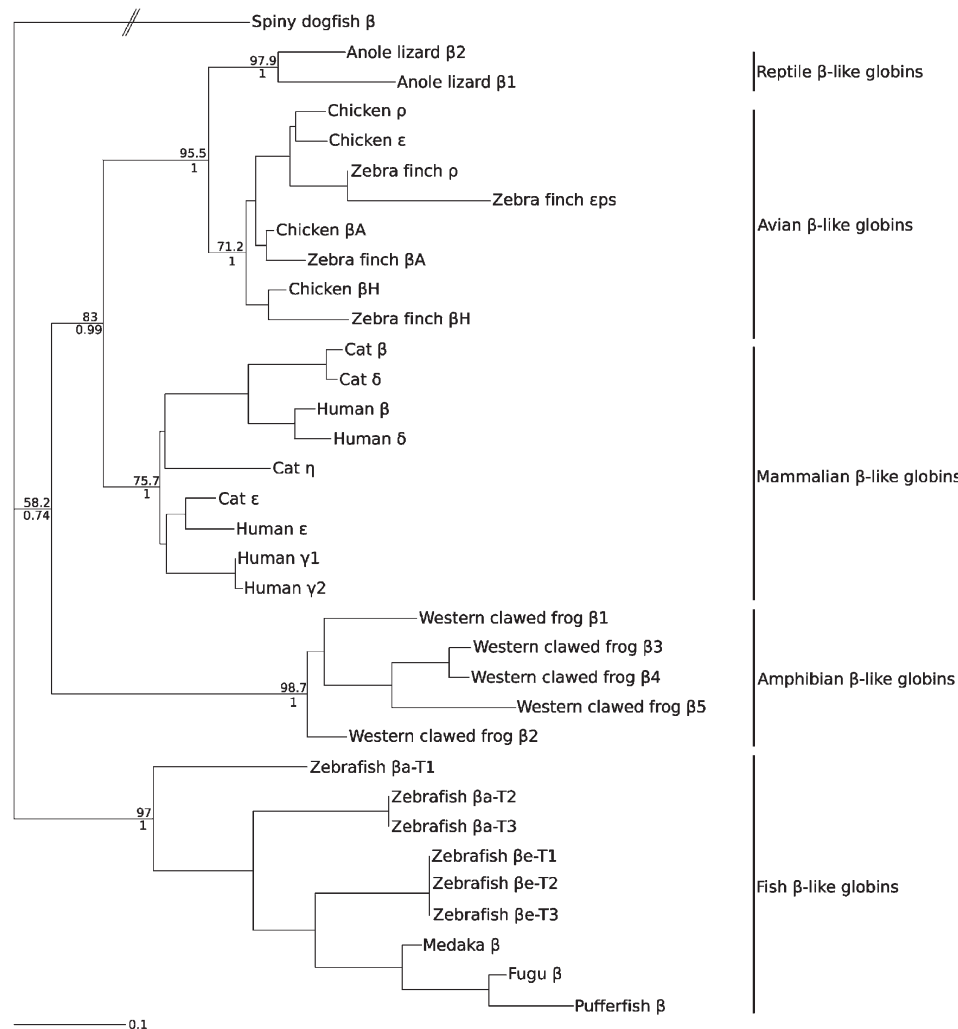 Spiny dogfish β
Anole lizard β2
97.9
1
Reptile β-like globins
Anole lizard β1
Chicken ρ
Chicken ε
95.5
1
Zebra finch ρ
Zebra finch εps
Avian β-like globins
Chicken βA
71.2
1
Zebra finch βA
Chicken βH
83
0.99
Zebra finch βH
Cat β
Cat δ
Human β
Human δ
Cat η
75.7
1
Mammalian β-like globins
Cat ε
58.2
0.74
Human ε
Human γ1
Human γ2
Western clawed frog β1
Western clawed frog β3
Western clawed frog β4
Amphibian β-like globins
98.7
1
Western clawed frog β5
Western clawed frog β2
Zebrafish βa-T1
Zebrafish βa-T2
97
1
Zebrafish βa-T3
Zebrafish βe-T1
Zebrafish βe-T2
Fish β-like globins
Zebrafish βe-T3
Medaka β
Fugu β
Pufferfish β
0.1